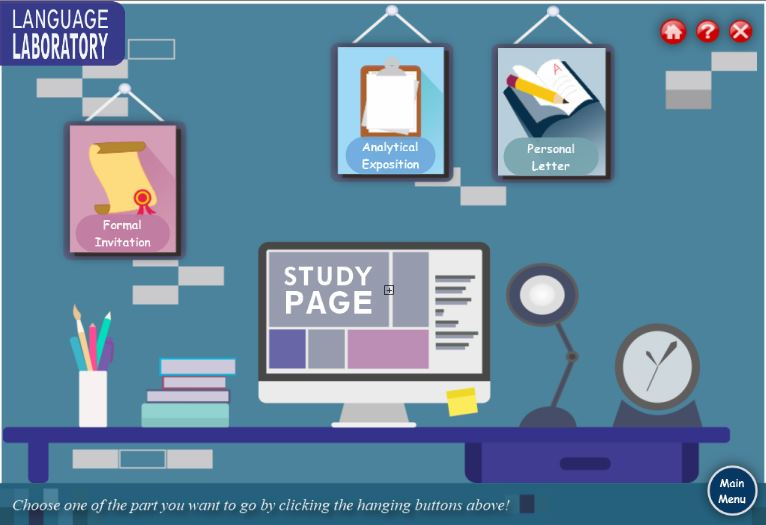 LANGUAGE
LABORATORY
Analytical
Exposition
Personal
Letter
Formal
Invitation
STUDY
PAGE
Main
Menu
Choose one of the part you want to go by clicking the hanging buttons above!